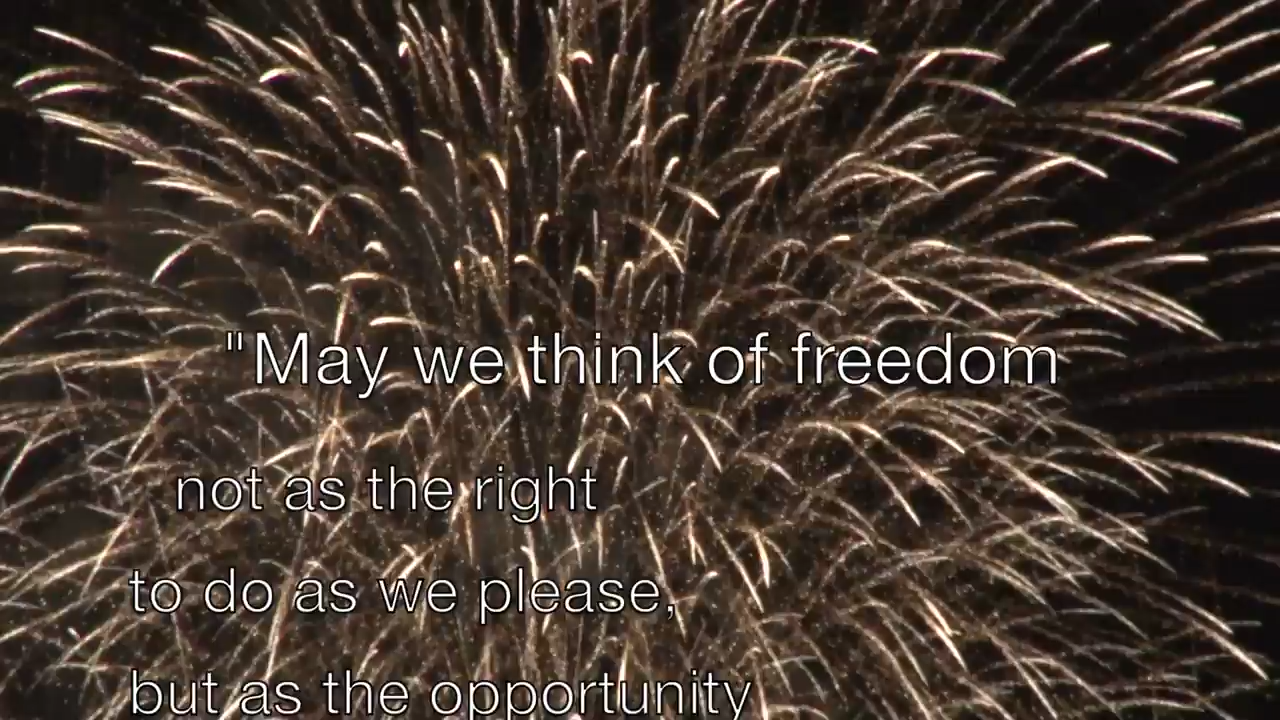 "May we think of freedom
not as the right
to do as we please,
but as the opportunity